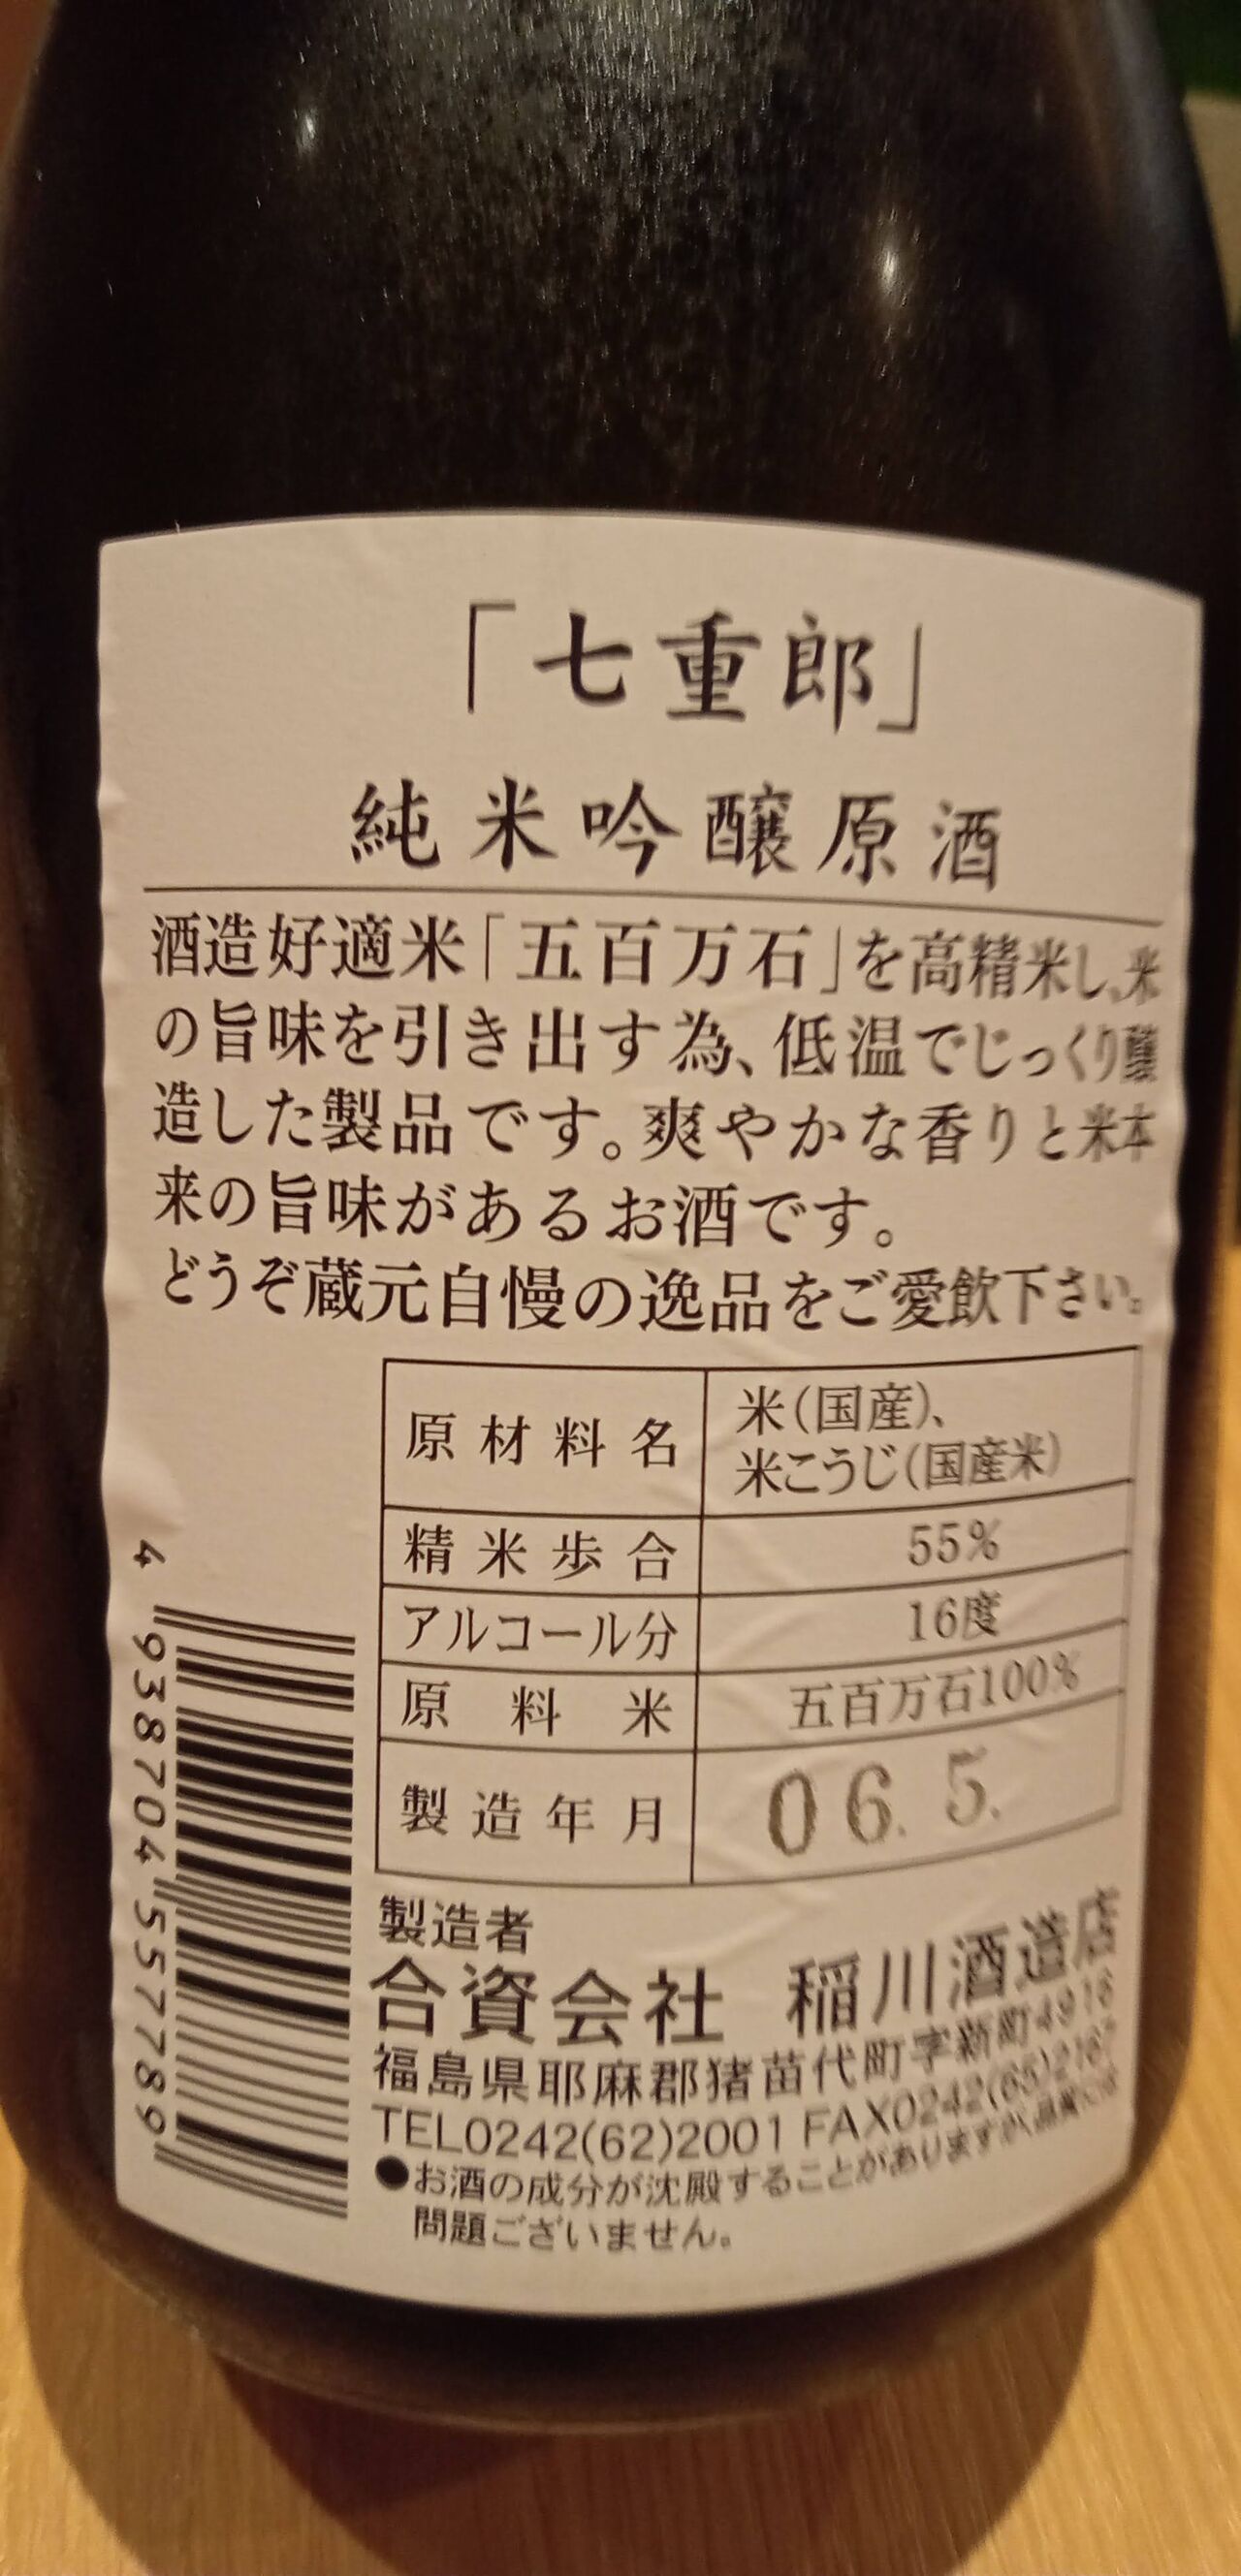 「七重郎」
純米吟醸原酒
酒造好適米「五百万石」を高精米し、米
の旨味を引き出す為、低温でじっくり醸
造した製品です。爽やかな香りと米本
来の旨味があるお酒です。
どうぞ蔵元自慢の逸品をご愛飲下さい。
原材料名 米(国産)、
米こうじ(国産米)
精米歩合 55%
アルコール分 16度
原料米 五百万石100%
製造年月 06. 5.
製造者
合資会社 稲川酒造店
福島県耶麻郡猪苗代町字新町4916
TEL0242(62)2001 FAX0242(65)2167
●お酒の成分が沈殿することがありますが、品質には
問題ございません。
4 938704 557789